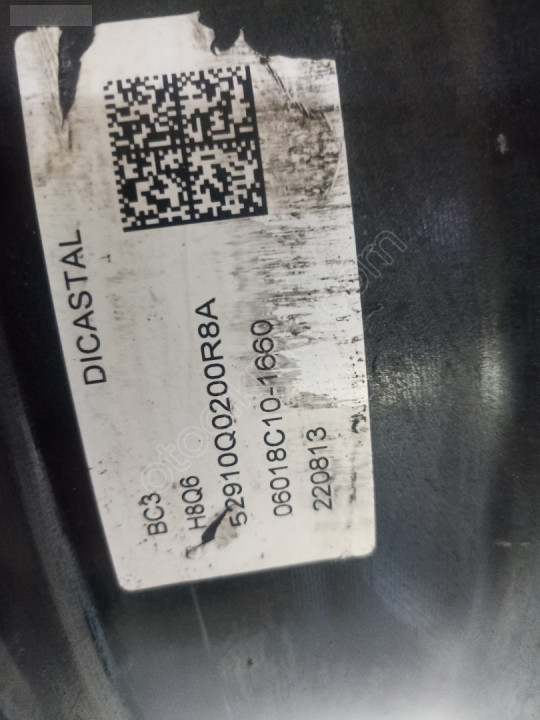 DICASTAL
BC3
H8Q6
52910Q0200R8A
06018C10-1660
220813